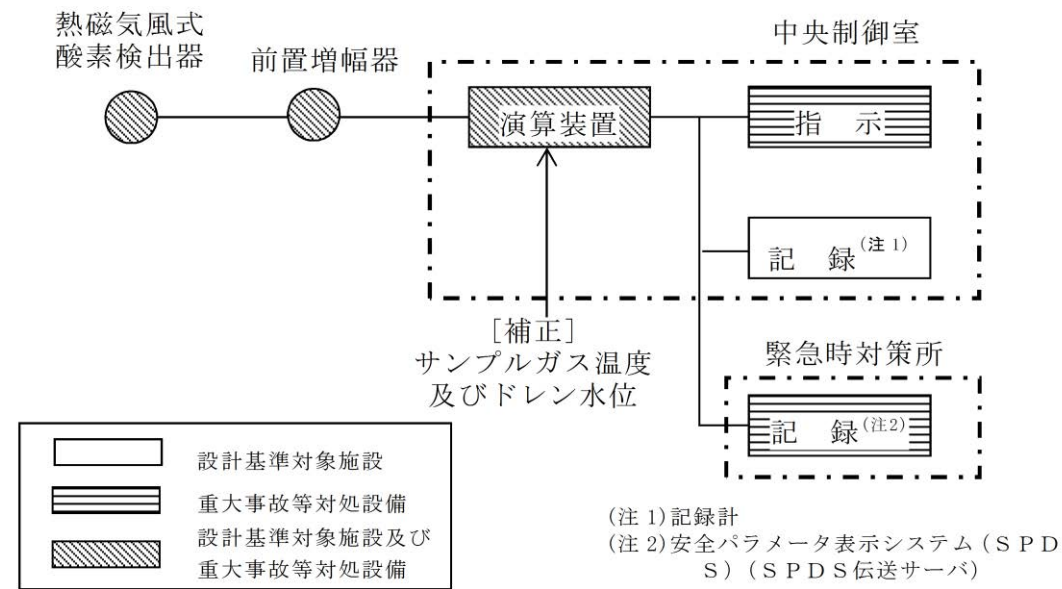 熱磁気風式
酸素検出器
前置増幅器
中央制御室
演算装置
指　示
記　録(注1)
[補正]
サンプルガス温度
及びドレン水位
緊急時対策所
記　録(注2)
設計基準対象施設
重大事故等対処設備
設計基準対象施設及び
重大事故等対処設備
(注1)記録計
(注2)安全パラメータ表示システム(ＳＰＤ
Ｓ)(ＳＰＤＳ伝送サーバ)